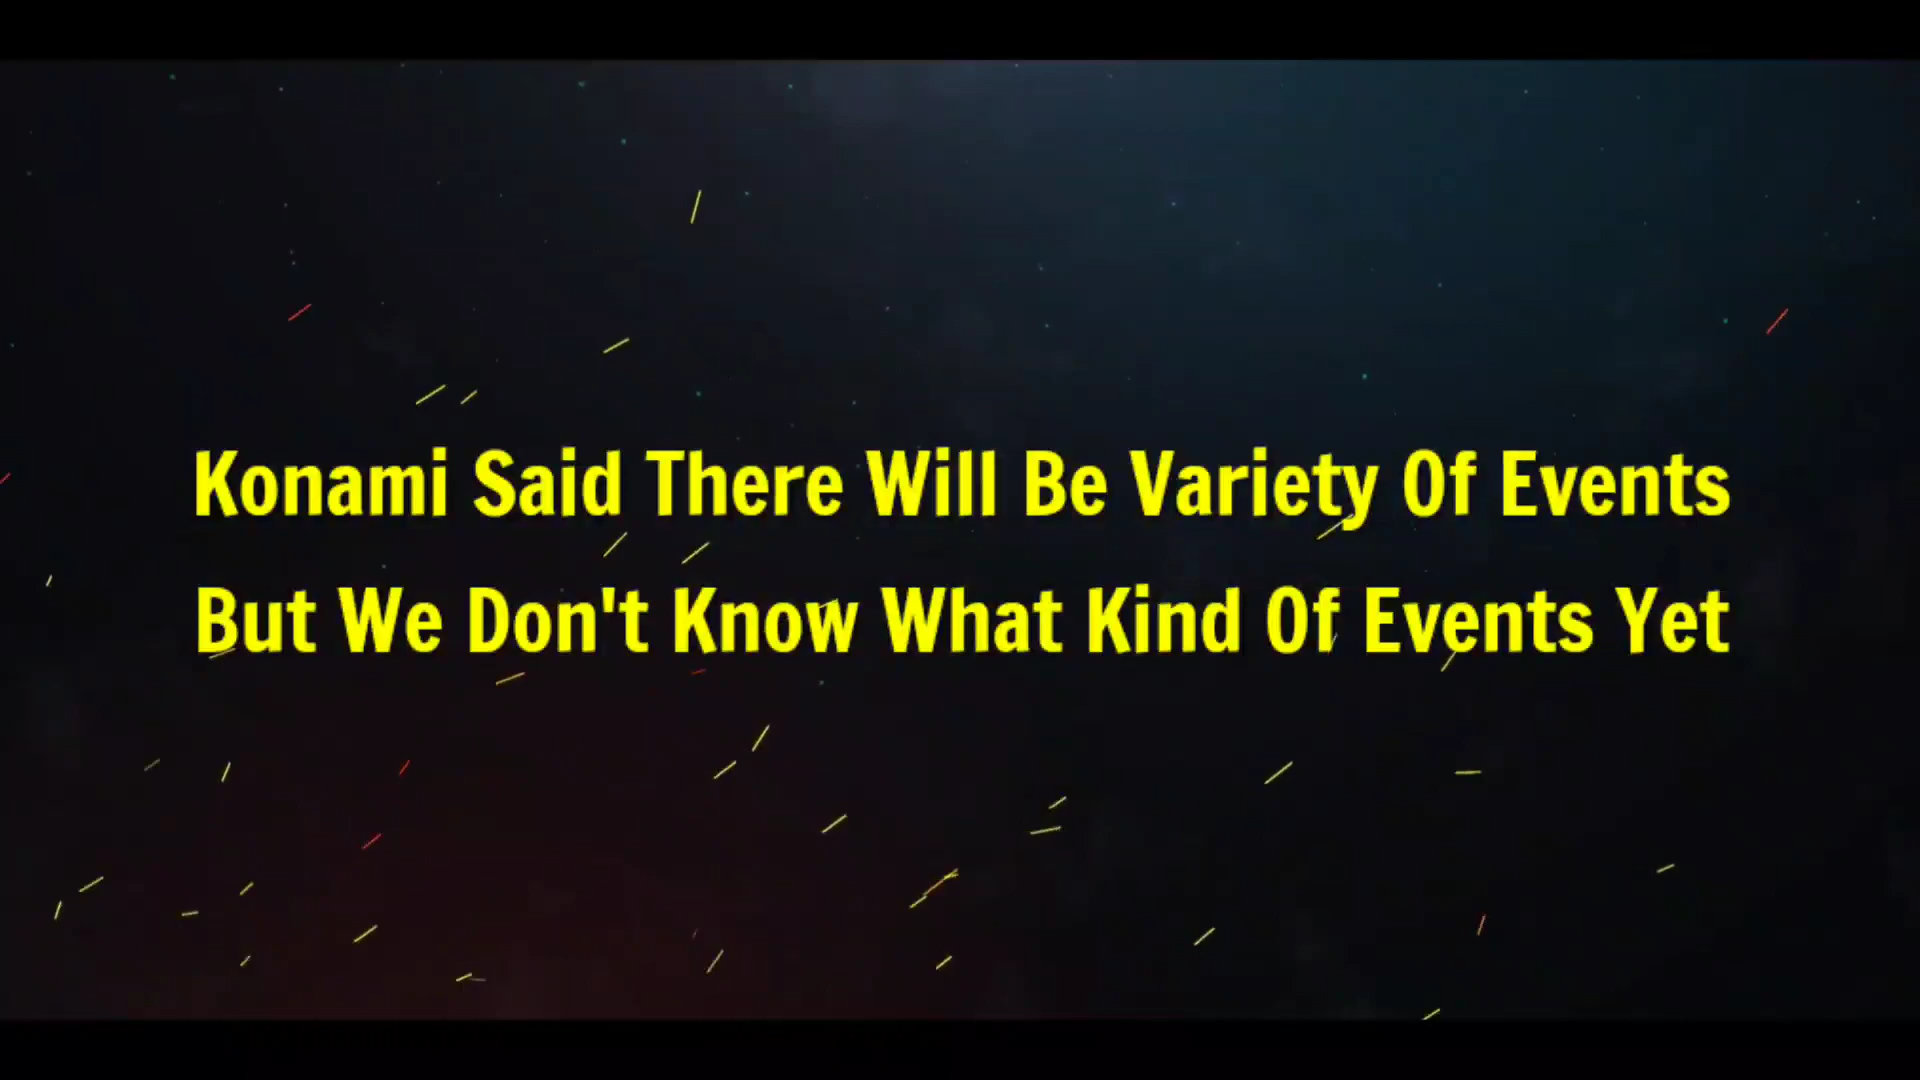 Konami Said There Will Be Variety Of Events
But We Don't Know What Kind Of Events Yet